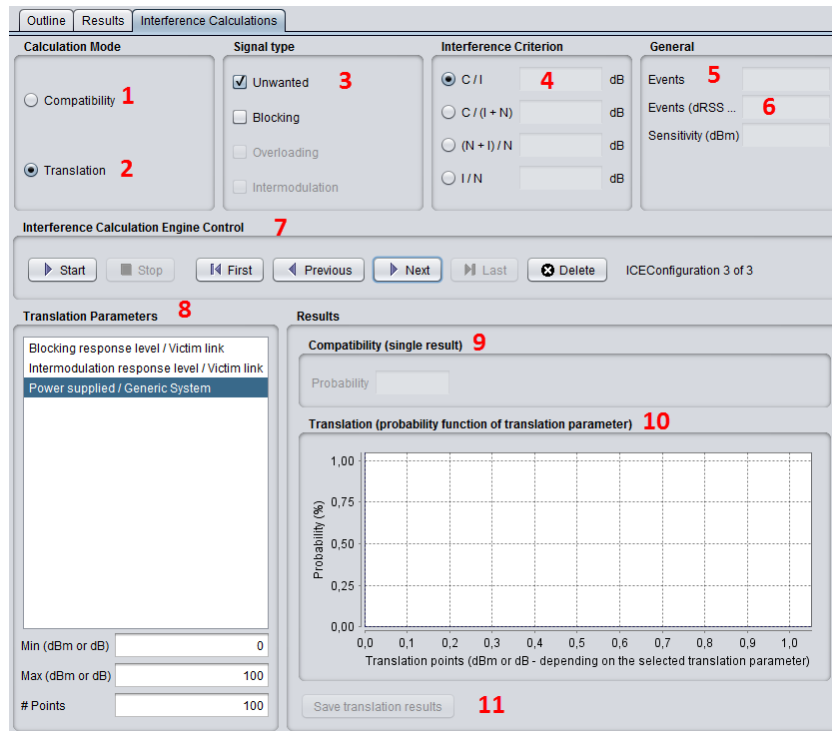 Outline Results Interference Calculations
Calculation Mode
Compatibility 1
Translation 2
Signal type
Unwanted 3
Blocking
Overloading
Intermodulation
Interference Criterion
C / I 4 dB
C / (I + N) dB
(N + I) / N dB
I / N dB
General
Events 5
Events (dRSS ... 6
Sensitivity (dBm)
Interference Calculation Engine Control 7
Start Stop First Previous Next Last Delete ICEConfiguration 3 of 3
Translation Parameters 8
Blocking response level / Victim link
Intermodulation response level / Victim link
Power supplied / Generic System
Min (dBm or dB) 0
Max (dBm or dB) 100
# Points 100
Results
Compatibility (single result) 9
Probability
Translation (probability function of translation parameter) 10
Probability (%)
1,00
0,75
0,50
0,25
0,00
0,0 0,1 0,2 0,3 0,4 0,5 0,6 0,7 0,8 0,9 1,0
Translation points (dBm or dB - depending on the selected translation parameter)
Save translation results 11